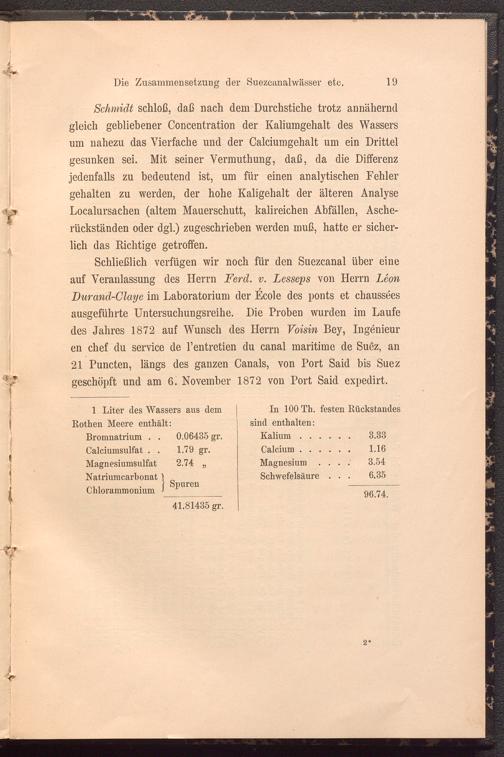 Die Zusammensetzung der Suezcanalwässer etc. 19
Schmidt schloß, daß nach dem Durchstiche trotz annähernd
gleich gebliebener Concentration der Kaliumgehalt des Wassers
um nahezu das Vierfache und der Calciumgehalt um ein Drittel
gesunken sei. Mit seiner Vermuthung, daß, da die Differenz
jedenfalls zu bedeutend ist, um für einen analytischen Fehler
gehalten zu werden, der hohe Kaligehalt der älteren Analyse
Localursachen (altem Mauerschutt, kalireichen Abfällen, Asche-
rückständen oder dgl.) zugeschrieben werden muß, hatte er sicher-
lich das Richtige getroffen.
Schließlich verfügen wir noch für den Suezcanal über eine
auf Veranlassung des Herrn Ferd. v. Lesseps von Herrn Léon
Durand-Claye im Laboratorium der École des ponts et chaussées
ausgeführte Untersuchungsreihe. Die Proben wurden im Laufe
des Jahres 1872 auf Wunsch des Herrn Voisin Bey, Ingénieur
en chef du service de l'entretien du canal maritime de Suêz, an
21 Puncten, längs des ganzen Canals, von Port Said bis Suez
geschöpft und am 6. November 1872 von Port Said expedirt.
1 Liter des Wassers aus dem
Rothen Meere enthält:
Bromnatrium . . 0.06435 gr.
Calciumsulfat . . 1.79 gr.
Magnesiumsulfat 2.74 „
Natriumcarbonat }
Chlorammonium } Spuren
41.81435 gr.
In 100 Th. festen Rückstandes
sind enthalten:
Kalium . . . . . . 3.33
Calcium . . . . . . 1.16
Magnesium . . . . 3.54
Schwefelsäure . . . 6.35
96.74.
2*